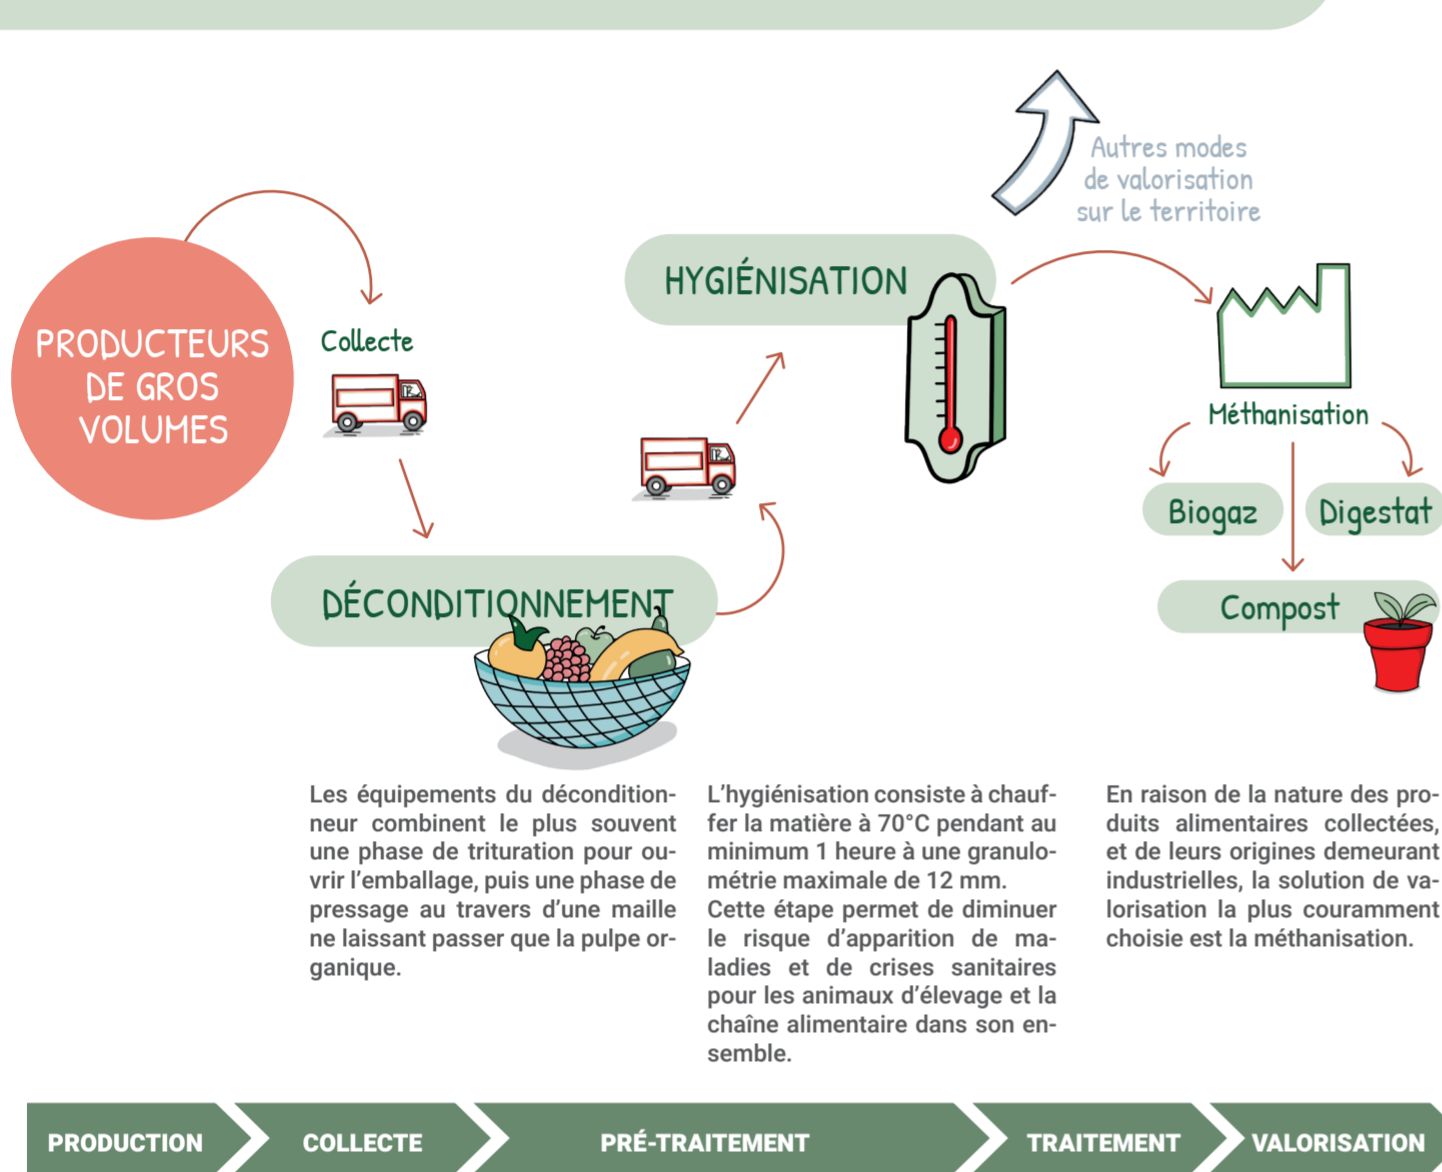 Autres modes
de valorisation
sur le territoire
HYGIÉNISATION
PRODUCTEURS
DE GROS
VOLUMES
Collecte
Méthanisation
Biogaz
Digestat
DÉCONDITIONNEMENT
Compost
Les équipements du décondition-
neur combinent le plus souvent
une phase de trituration pour ou-
vrir l'emballage, puis une phase de
pressage au travers d'une maille
ne laissant passer que la pulpe or-
ganique.
L'hygiénisation consiste à chauf-
fer la matière à 70°C pendant au
minimum 1 heure à une granulo-
métrie maximale de 12 mm.
Cette étape permet de diminuer
le risque d'apparition de ma-
ladies et de crises sanitaires
pour les animaux d'élevage et la
chaîne alimentaire dans son en-
semble.
En raison de la nature des pro-
duits alimentaires collectées,
et de leurs origines demeurant
industrielles, la solution de va-
lorisation la plus couramment
choisie est la méthanisation.
PRODUCTION
COLLECTE
PRÉ-TRAITEMENT
TRAITEMENT
VALORISATION